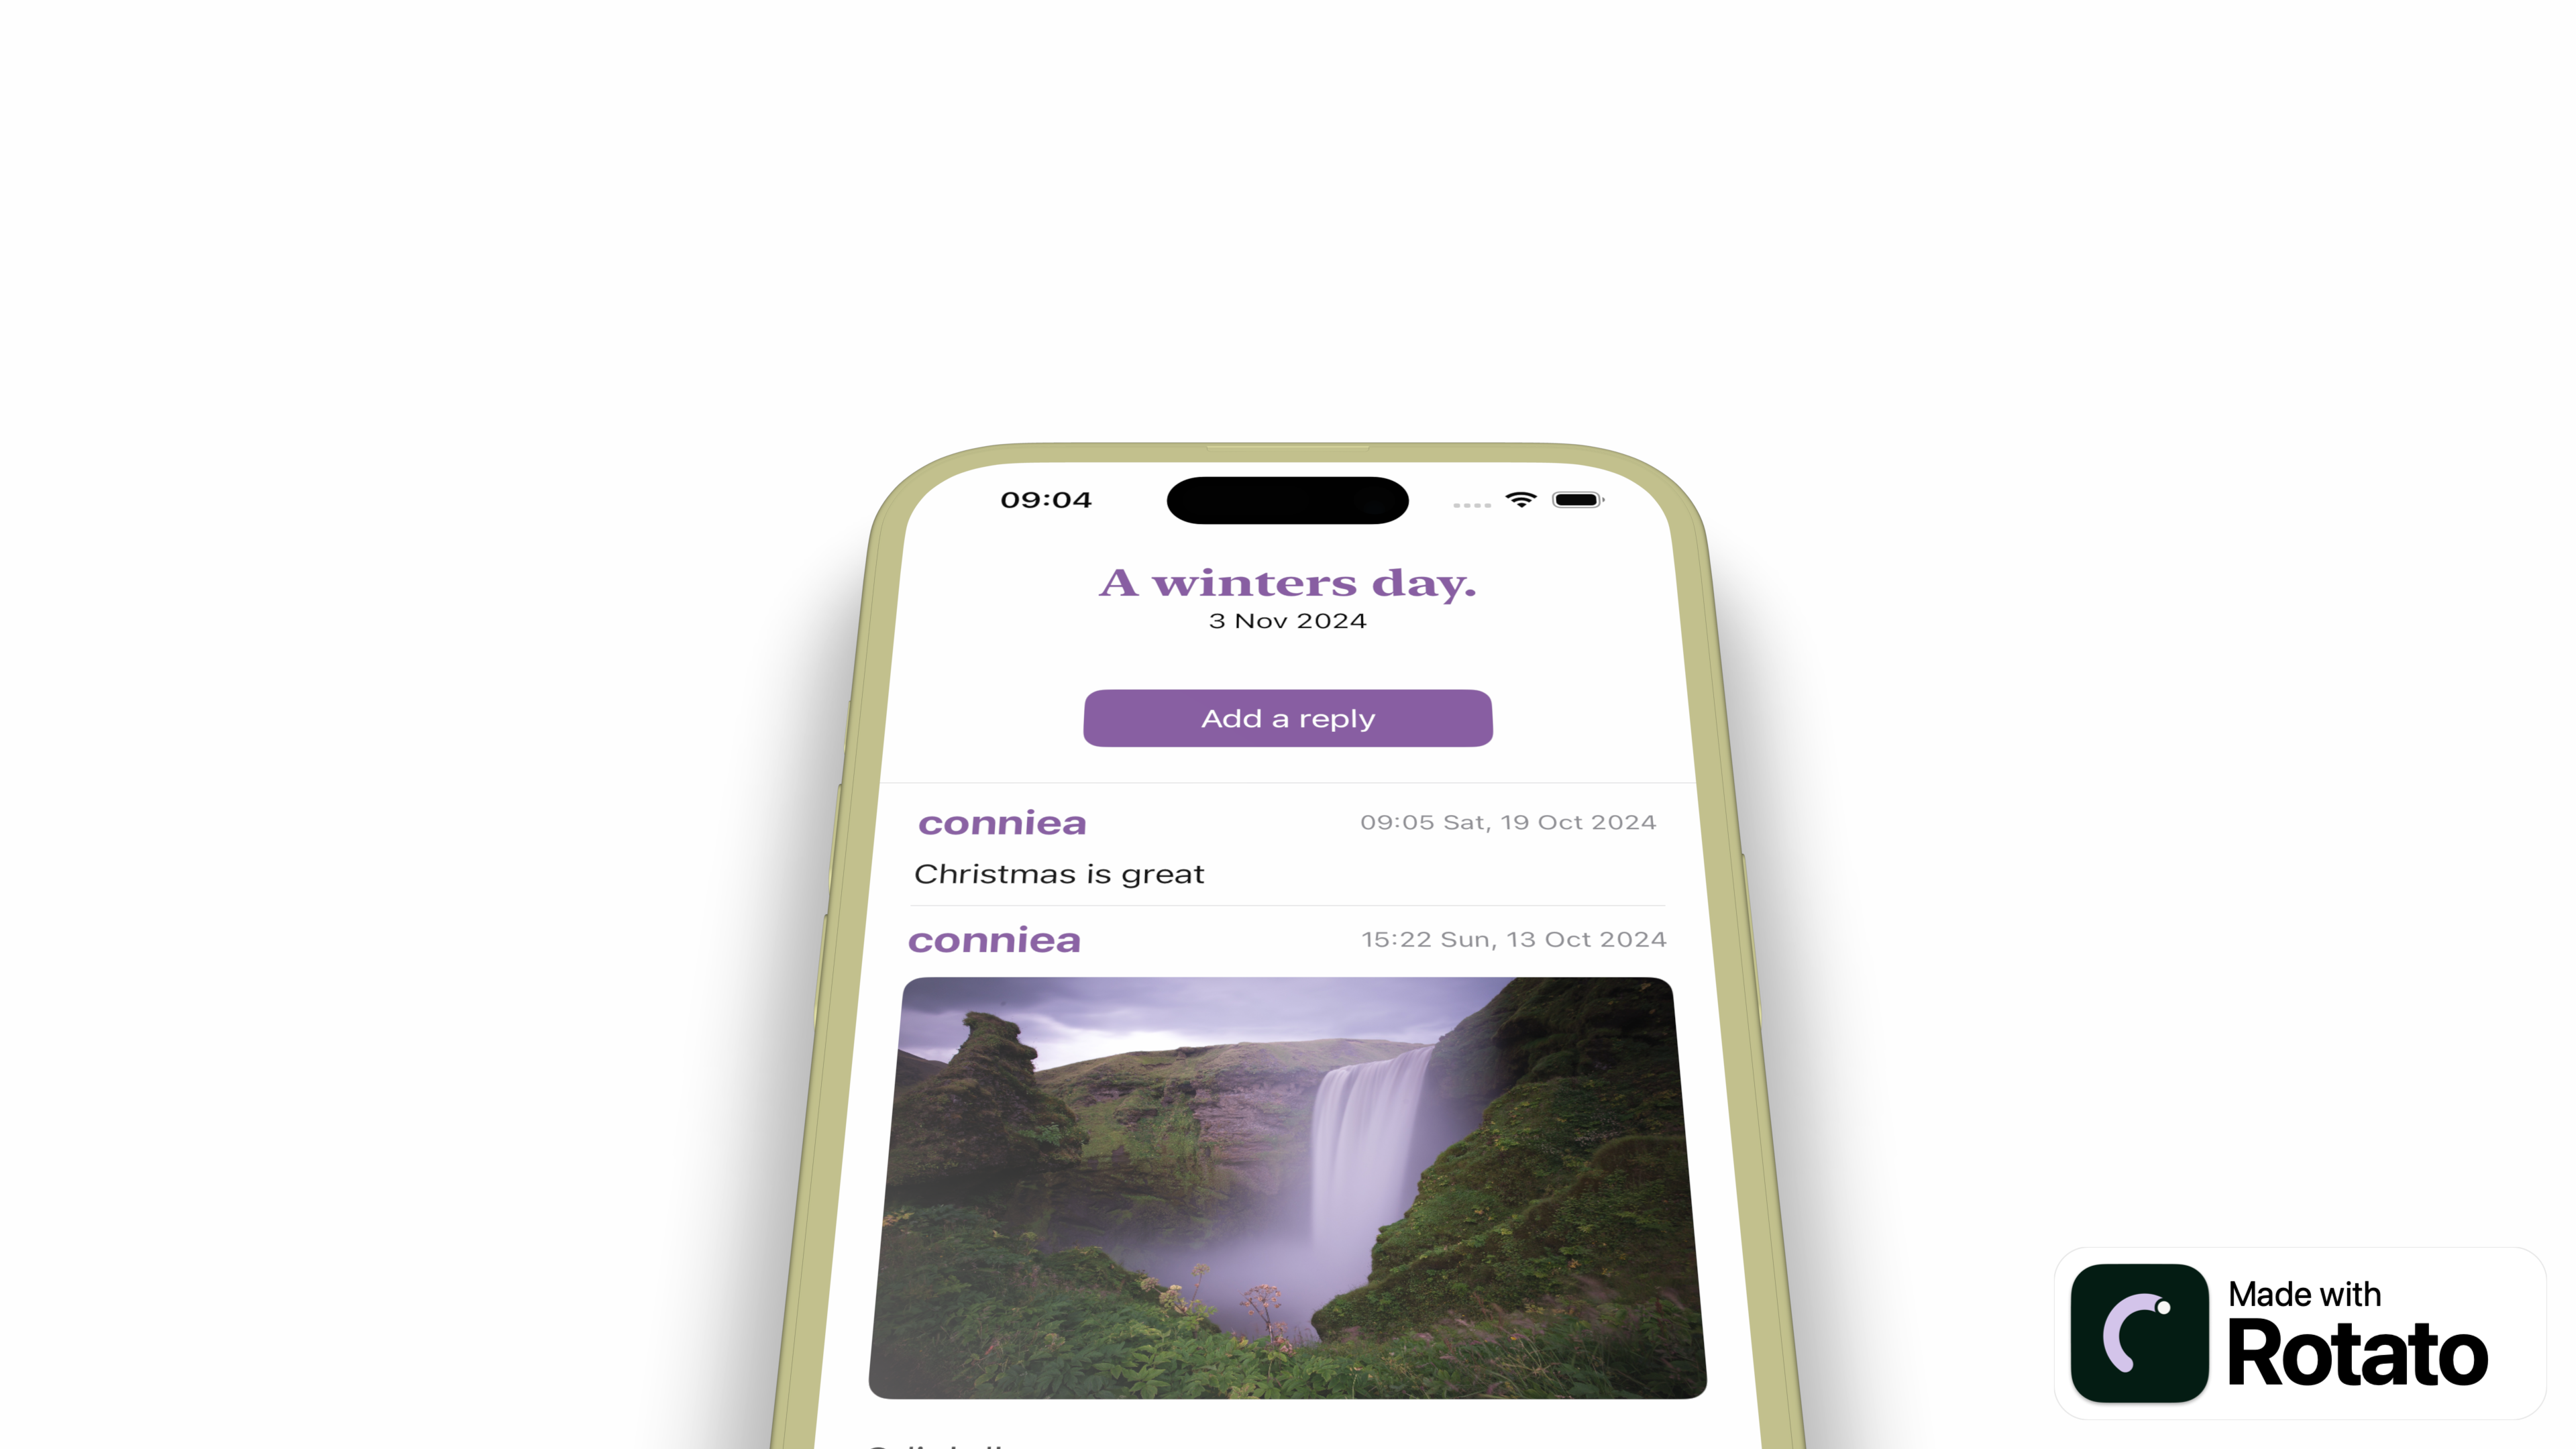 09:04
A winters day.
3 Nov 2024
Add a reply
conniea
09:05 Sat, 19 Oct 2024
Christmas is great
conniea
15:22 Sun, 13 Oct 2024
Made with
Rotato